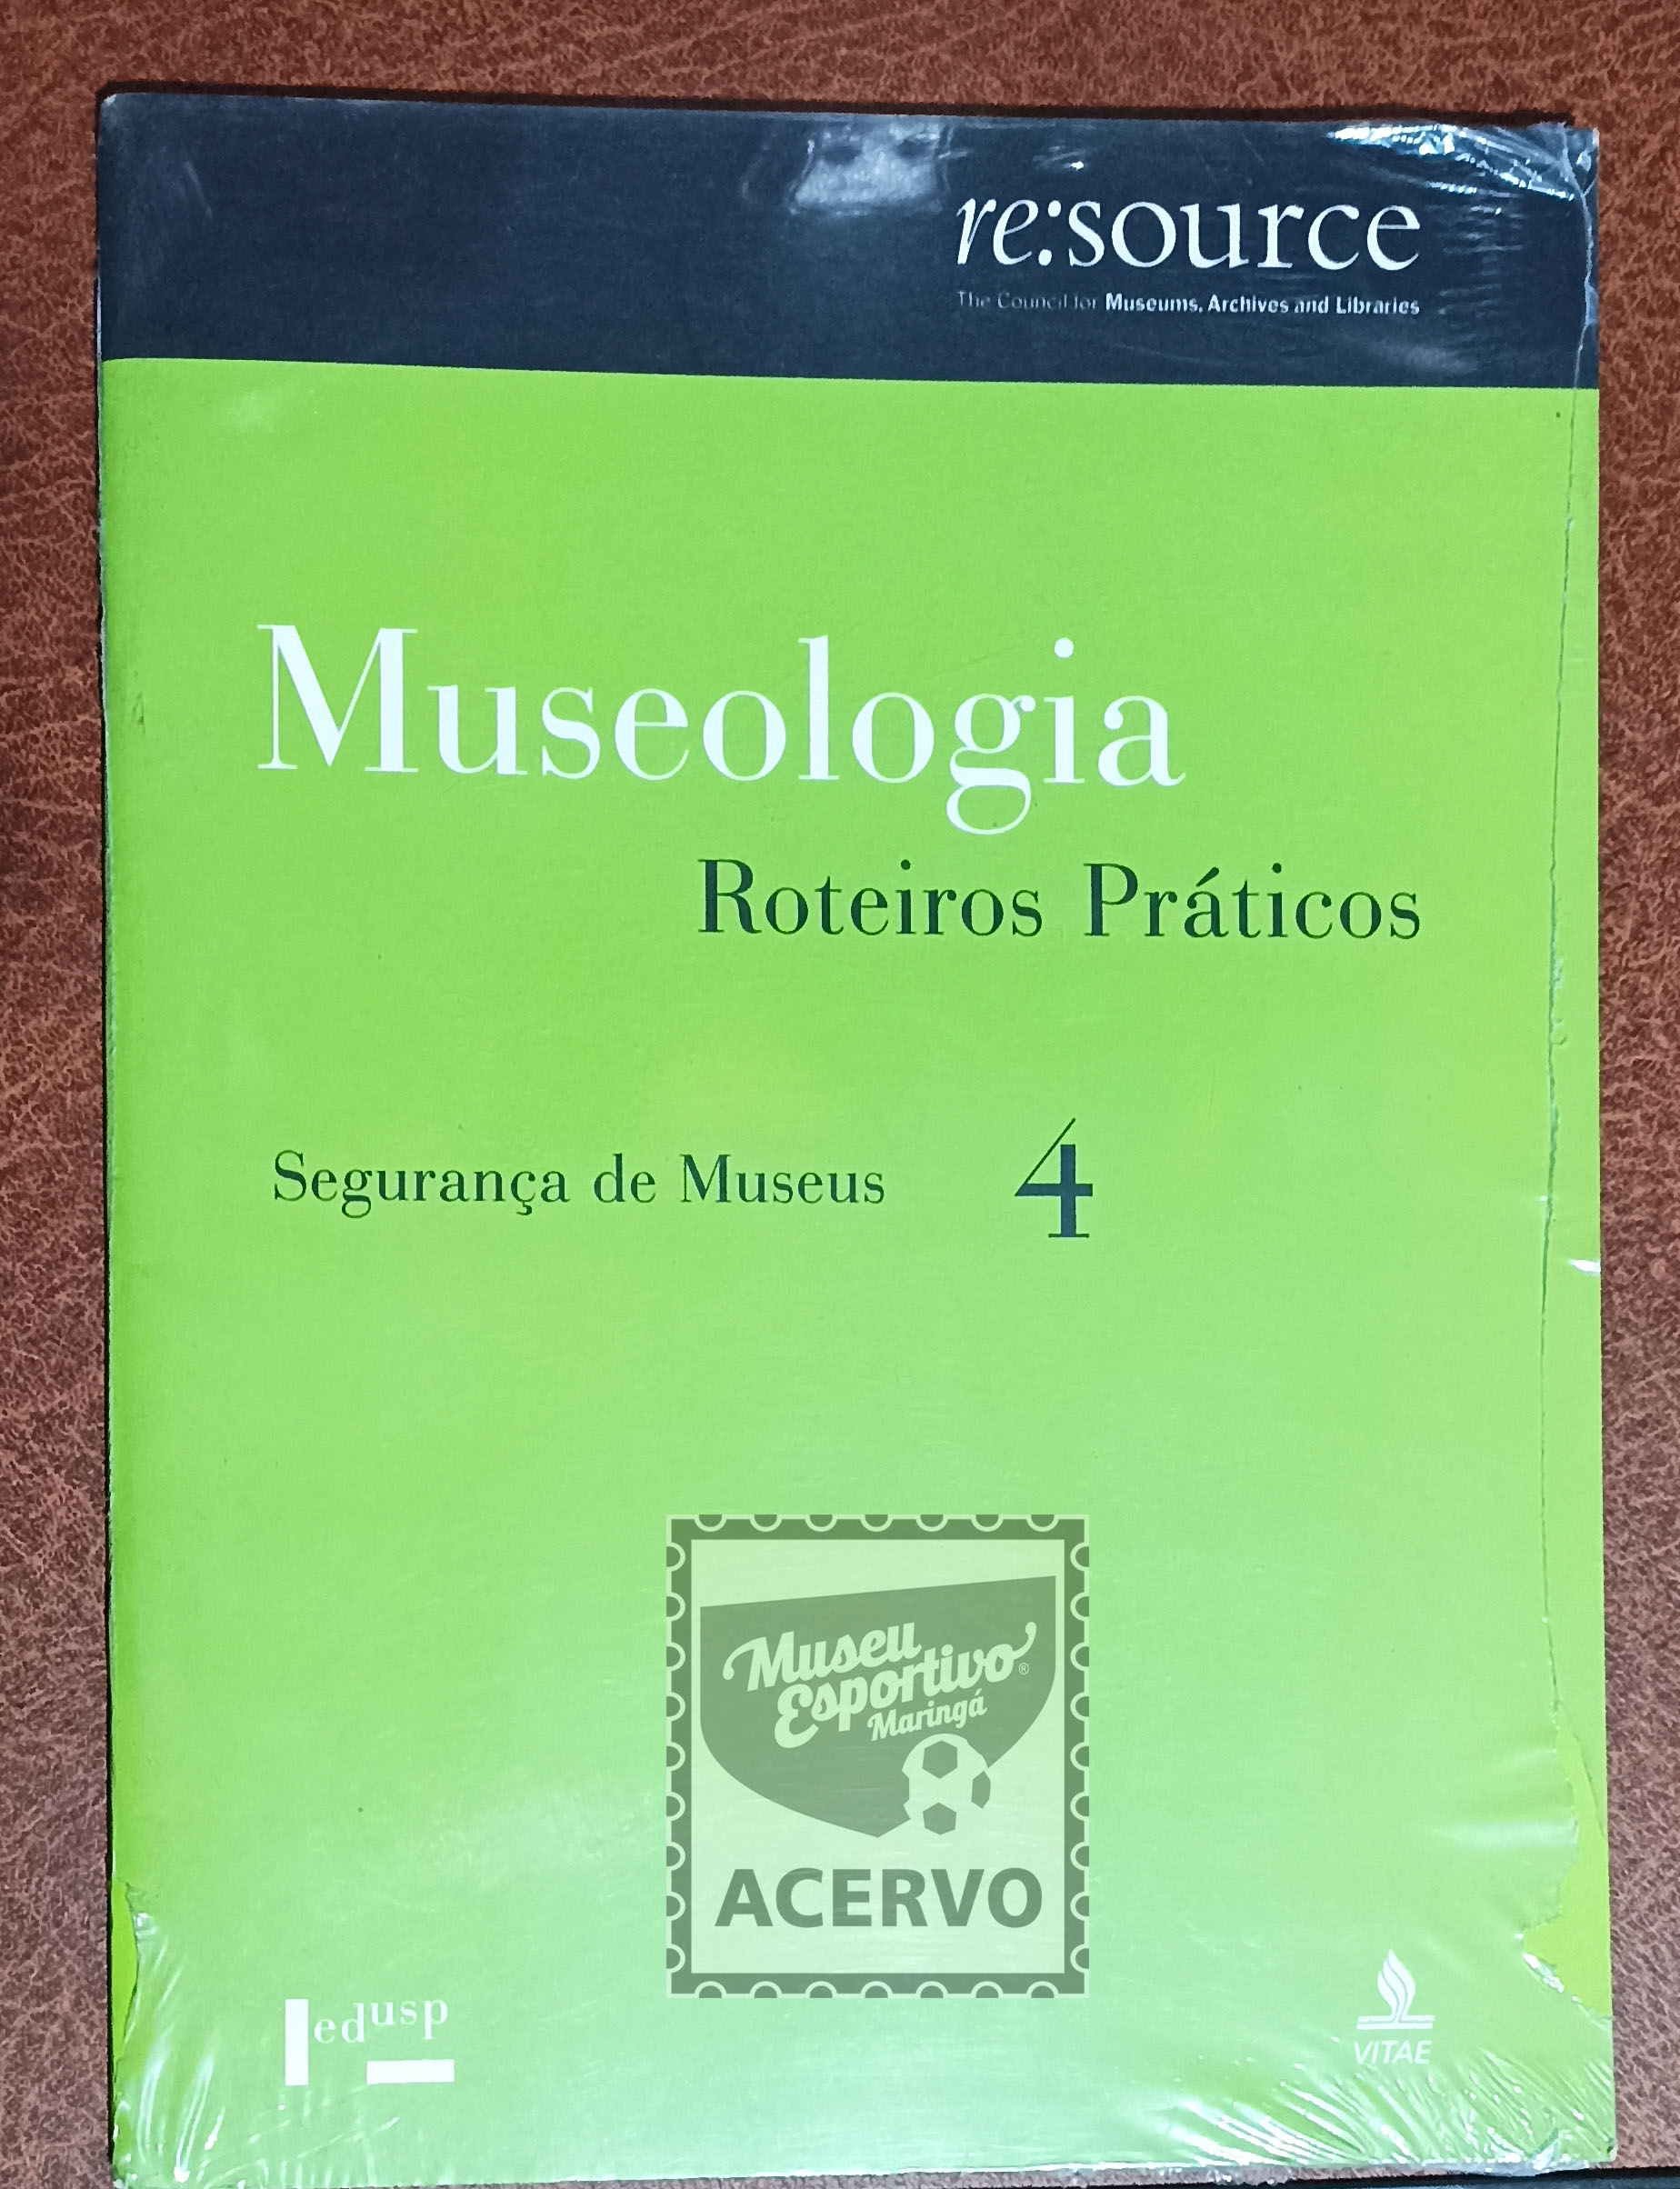 re:source
The Council for Museums, Archives and Libraries
Museologia
Roteiros Práticos
Segurança de Museus 4
Museu
Esportivo®
Maringá
ACERVO
edusp
VITAE